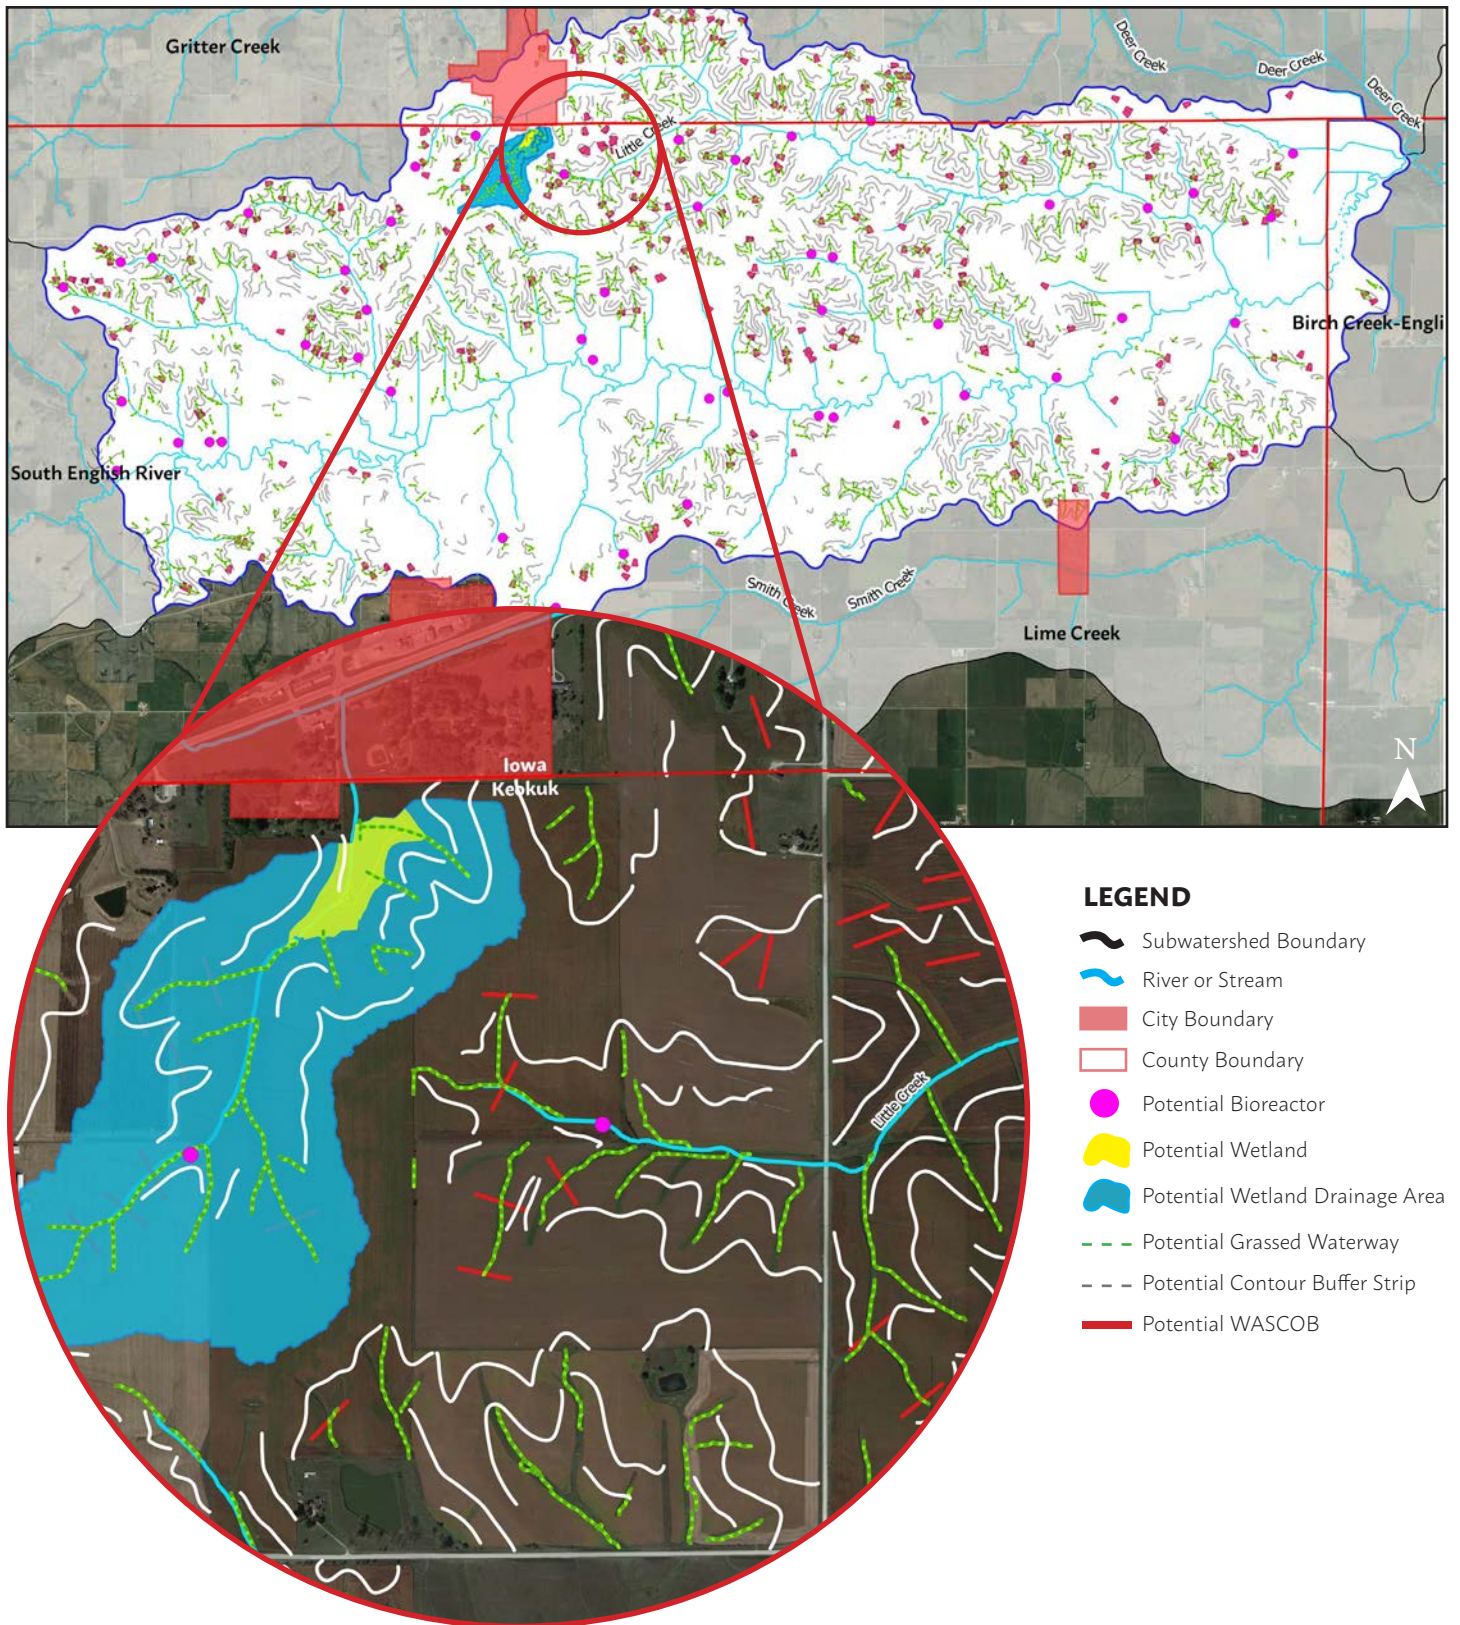 Gritter Creek
Deer Creek
Deer Creek
Deer Creek
Little Creek
Birch Creek-Engli
South English River
Smith Creek
Smith Creek
Lime Creek
N
Iowa
Keokuk
Little Creek
LEGEND
Subwatershed Boundary
River or Stream
City Boundary
County Boundary
Potential Bioreactor
Potential Wetland
Potential Wetland Drainage Area
Potential Grassed Waterway
Potential Contour Buffer Strip
Potential WASCOB